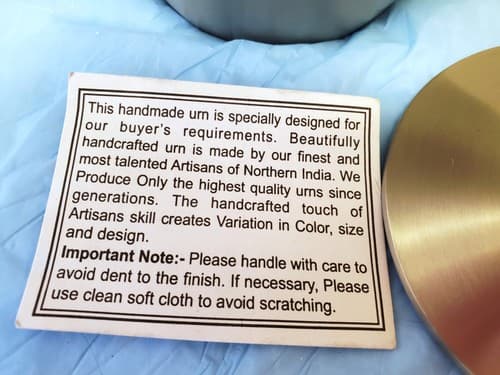 This handmade urn is specially designed for
our buyer's requirements. Beautifully
handcrafted urn is made by our finest and
most talented Artisans of Northern India. We
Produce Only the highest quality urns since
generations. The handcrafted touch of
Artisans skill creates Variation in Color, size
and design.
Important Note:- Please handle with care to
avoid dent to the finish. If necessary, Please
use clean soft cloth to avoid scratching.